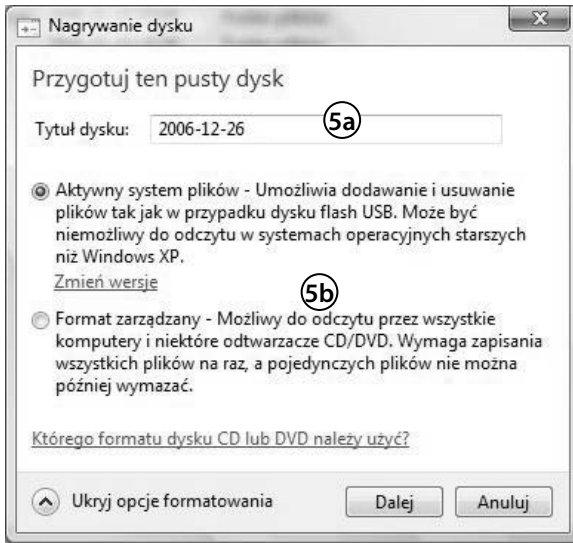 Nagrywanie dysku
Przygotuj ten pusty dysk
Tytuł dysku: 2006-12-26 5a
Aktywny system plików - Umożliwia dodawanie i usuwanie
plików tak jak w przypadku dysku flash USB. Może być
niemożliwy do odczytu w systemach operacyjnych starszych
niż Windows XP.
Zmień wersję
5b
Format zarządzany - Możliwy do odczytu przez wszystkie
komputery i niektóre odtwarzacze CD/DVD. Wymaga zapisania
wszystkich plików na raz, a pojedynczych plików nie można
później wymazać.
Którego formatu dysku CD lub DVD należy użyć?
Ukryj opcje formatowania Dalej Anuluj